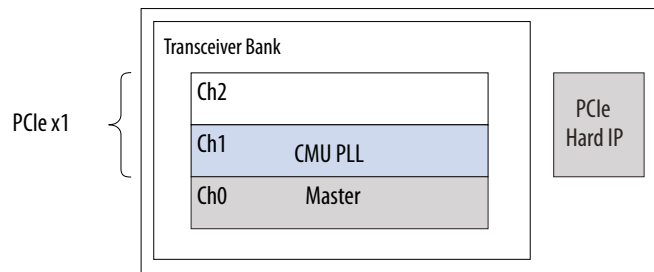 Transceiver Bank
Ch2
PCIe x1
Ch1 CMU PLL
Ch0 Master
PCIe
Hard IP